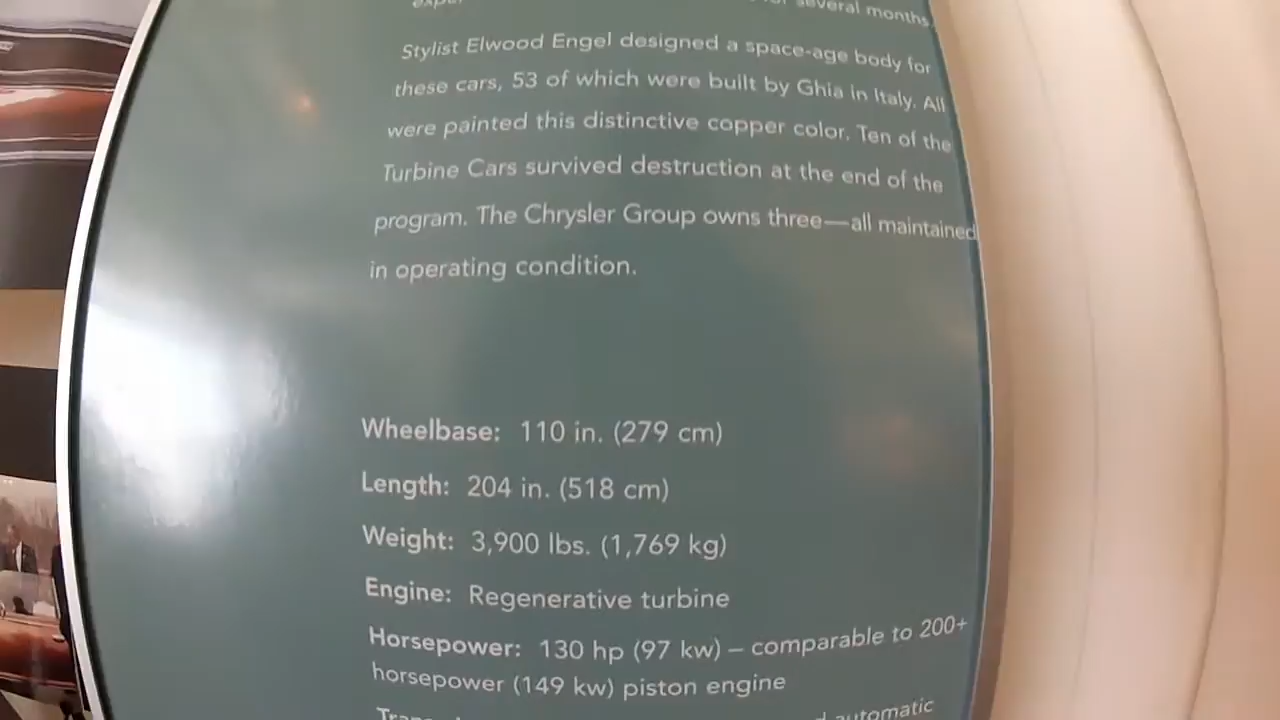 several months.
Stylist Elwood Engel designed a space-age body for
these cars, 53 of which were built by Ghia in Italy. All
were painted this distinctive copper color. Ten of the
Turbine Cars survived destruction at the end of the
program. The Chrysler Group owns three—all maintained
in operating condition.
Wheelbase: 110 in. (279 cm)
Length: 204 in. (518 cm)
Weight: 3,900 lbs. (1,769 kg)
Engine: Regenerative turbine
Horsepower: 130 hp (97 kw) – comparable to 200+
horsepower (149 kw) piston engine
automatic